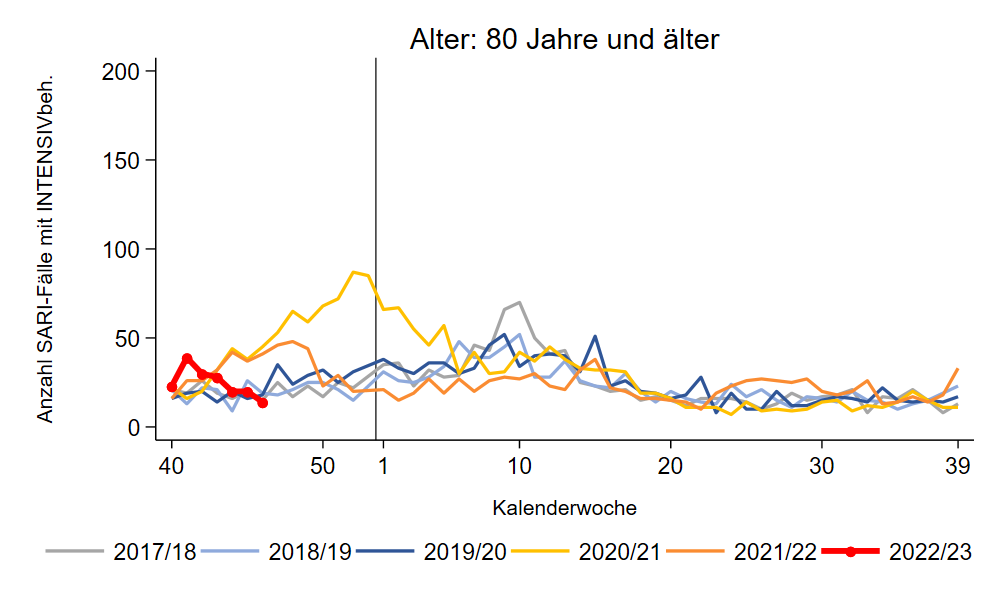 Alter: 80 Jahre und älter
Anzahl SARI-Fälle mit INTENSIVbeh.
200
150
100
50
0
40 50 1 10 20 30 39
Kalenderwoche
2017/18 2018/19 2019/20 2020/21 2021/22 2022/23